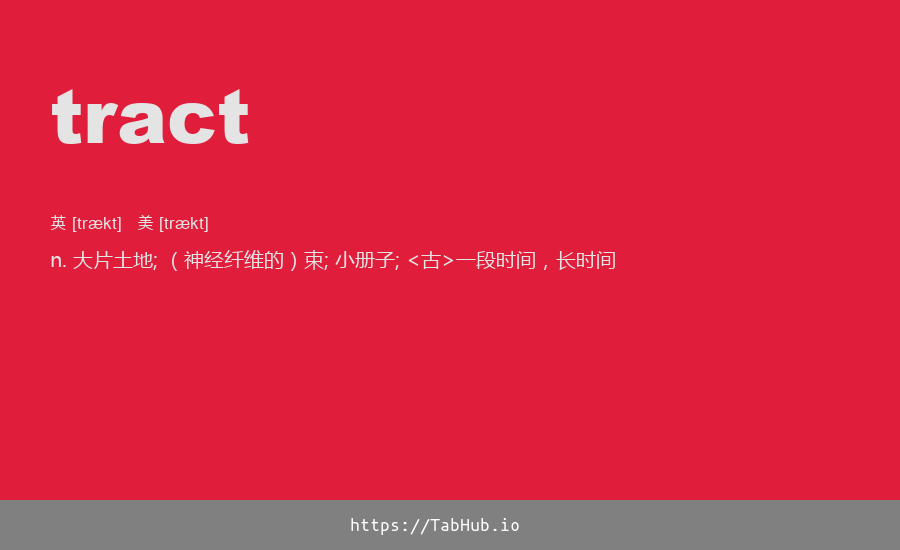 tract
英 [trækt]   美 [trækt]
n. 大片土地; （神经纤维的）束; 小册子; <古>一段时间，长时间
https://TabHub.io